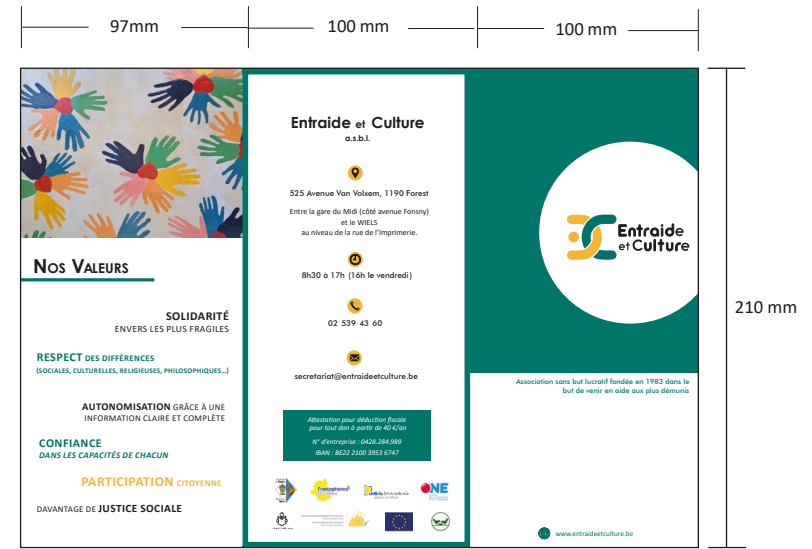 97mm
100 mm
100 mm
210 mm
NOS VALEURS
SOLIDARITÉ
ENVERS LES PLUS FRAGILES
RESPECT DES DIFFÉRENCES
(SOCIALES, CULTURELLES, RELIGIEUSES, PHILOSOPHIQUES...)
AUTONOMISATION GRÂCE À UNE
INFORMATION CLAIRE ET COMPLÈTE
CONFIANCE
DANS LES CAPACITÉS DE CHACUN
PARTICIPATION CITOYENNE
DAVANTAGE DE JUSTICE SOCIALE
Entraide et Culture
a.s.b.l.
525 Avenue Van Volxem, 1190 Forest
Entre la gare du Midi (côté avenue Fonsny)
et le WIELS
au niveau de la rue de l'Imprimerie.
8h30 à 17h (16h le vendredi)
02 539 43 60
secretariat@entraideetculture.be
Attestation pour déduction fiscale
pour tout don à partir de 40 €/an
N° d'entreprise : 0428.284.989
IBAN : BE22 2100 3953 6747
ONE
Entraide
et Culture
Association sans but lucratif fondée en 1983 dans le
but de venir en aide aux plus démunis
www.entraideetculture.be